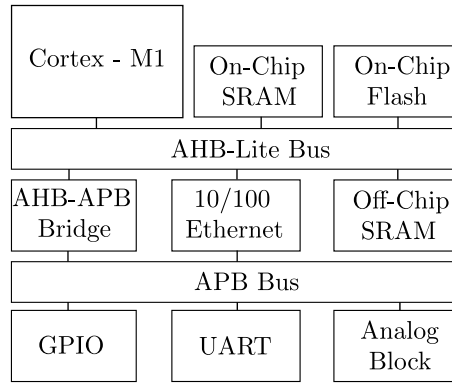 Cortex - M1
On-Chip
SRAM
On-Chip
Flash
AHB-Lite Bus
AHB-APB
Bridge
10/100
Ethernet
Off-Chip
SRAM
APB Bus
GPIO
UART
Analog
Block